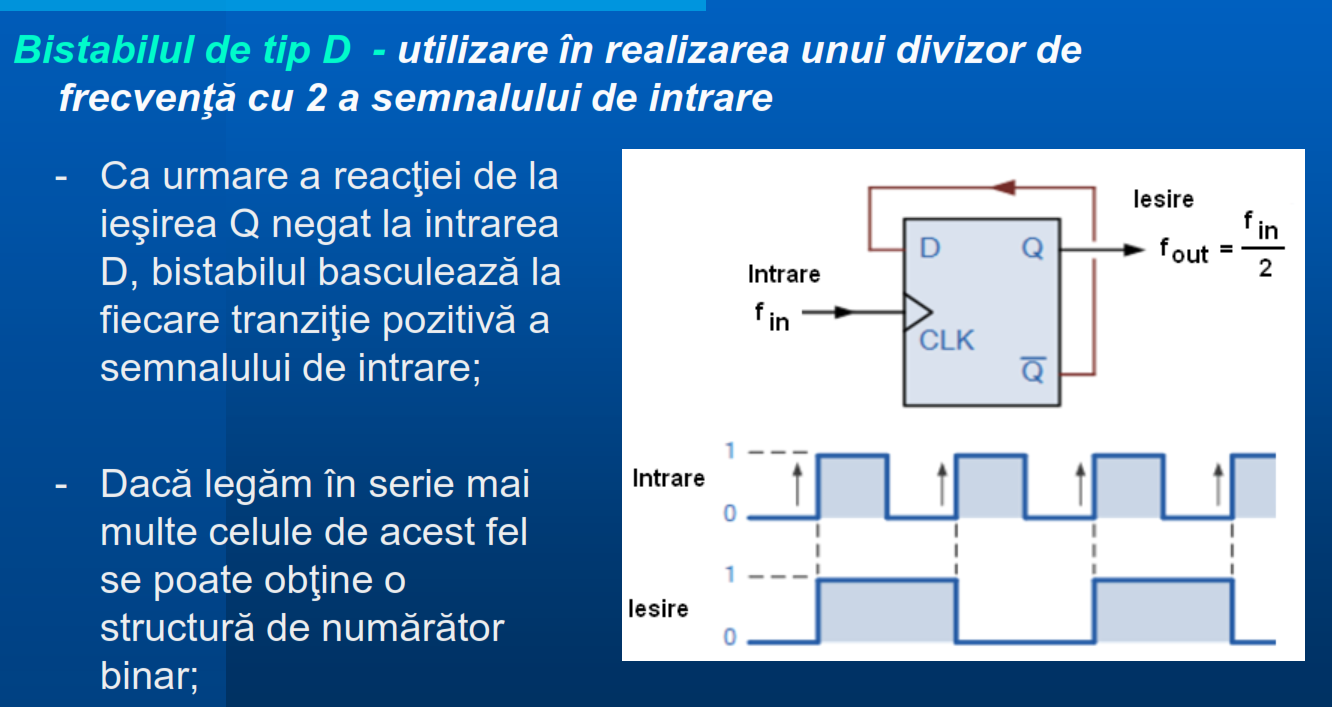 Bistabilul de tip D - utilizare în realizarea unui divizor de
frecvenţă cu 2 a semnalului de intrare
- Ca urmare a reacţiei de la
ieşirea Q negat la intrarea
D, bistabilul basculează la
fiecare tranziţie pozitivă a
semnalului de intrare;
- Dacă legăm în serie mai
multe celule de acest fel
se poate obţine o
structură de numărător
binar;
Iesire
f out = f in / 2
D Q
Intrare
f in
CLK
Q̅
1
Intrare
0
1
Iesire
0